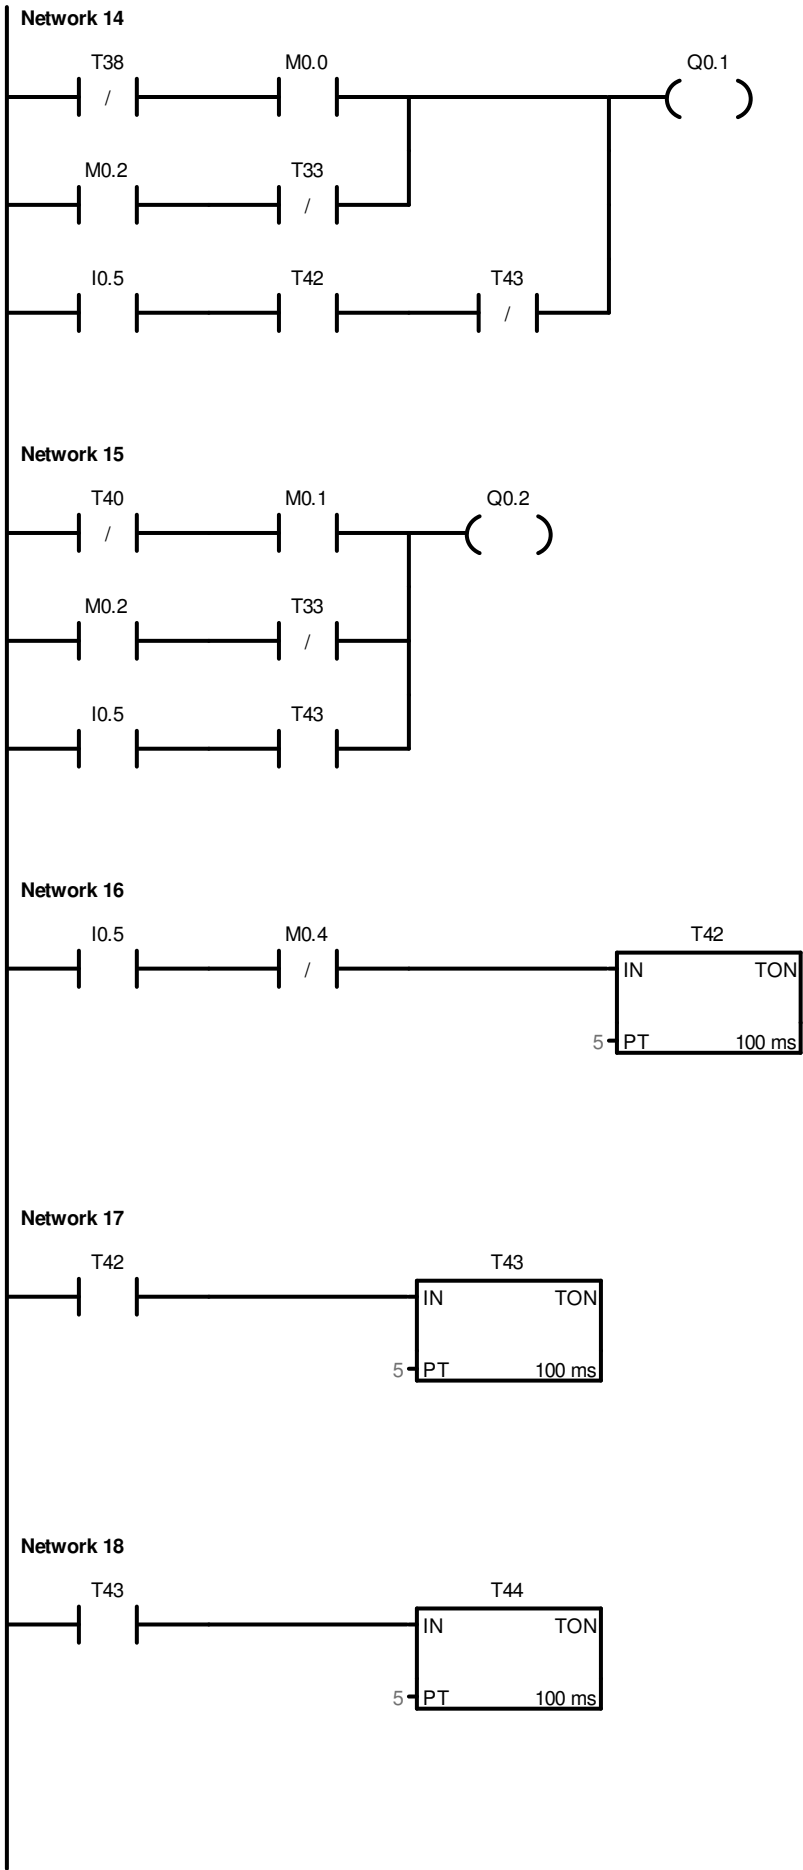 Network 14
T38 M0.0 Q0.1
/
M0.2 T33
/
I0.5 T42 T43
/
Network 15
T40 M0.1 Q0.2
/
M0.2 T33
/
I0.5 T43
Network 16
I0.5 M0.4 T42
/
IN TON
5 PT 100 ms
Network 17
T42 T43
IN TON
5 PT 100 ms
Network 18
T43 T44
IN TON
5 PT 100 ms